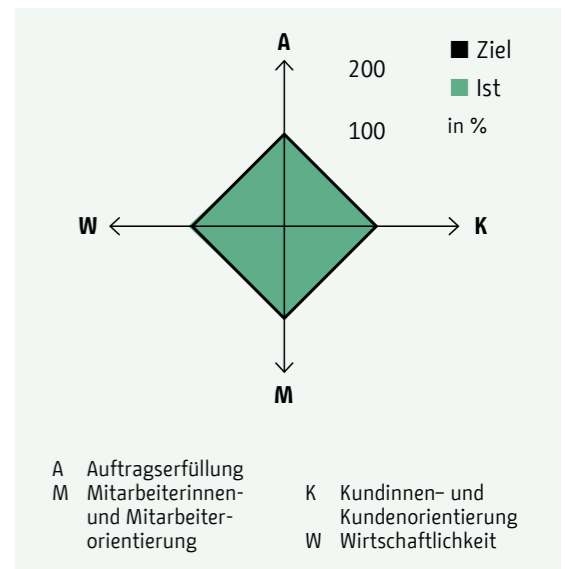 A
200
Ziel
Ist
100
in %
W
K
M
A Auftragserfüllung
M Mitarbeiterinnen-
und Mitarbeiter-
orientierung
K Kundinnen– und
Kundenorientierung
W Wirtschaftlichkeit